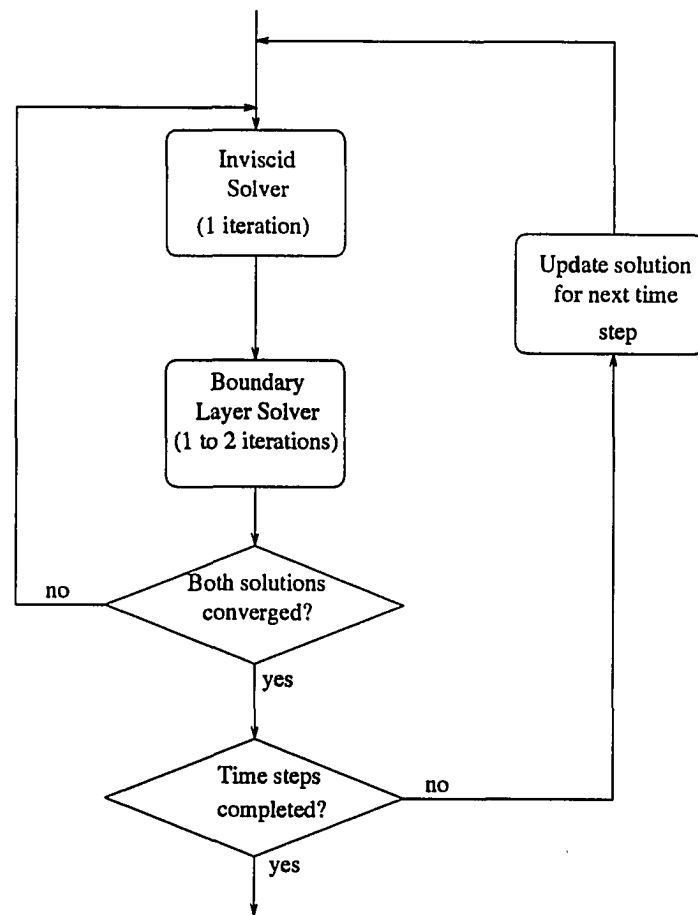 Inviscid
Solver
(1 iteration)
Update solution
for next time
step
Boundary
Layer Solver
(1 to 2 iterations)
Both solutions
converged?
no
yes
Time steps
completed?
no
yes